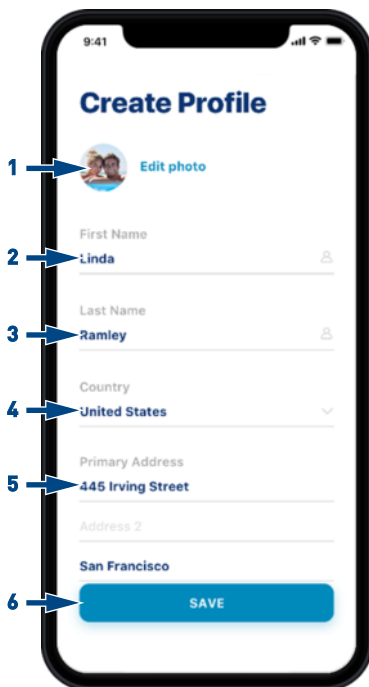 9:41
Create Profile
1
Edit photo
First Name
2
Linda
Last Name
3
Ramley
Country
4
United States
Primary Address
5
445 Irving Street
Address 2
San Francisco
6
SAVE